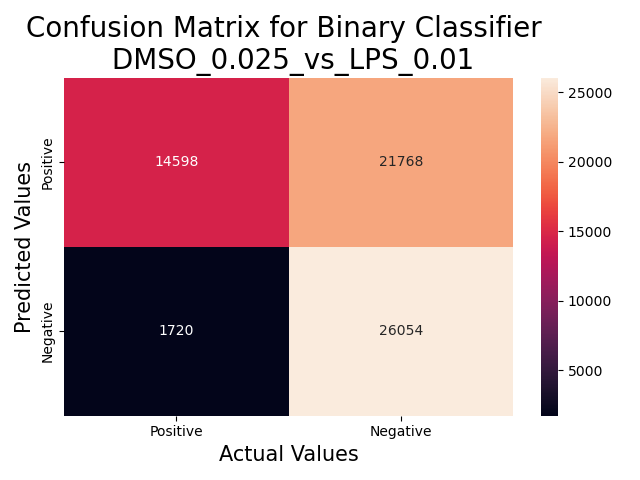 Confusion Matrix for Binary Classifier
DMSO_0.025_vs_LPS_0.01
Predicted Values
Positive
Negative
14598
21768
1720
26054
Positive
Negative
Actual Values
25000
20000
15000
10000
5000